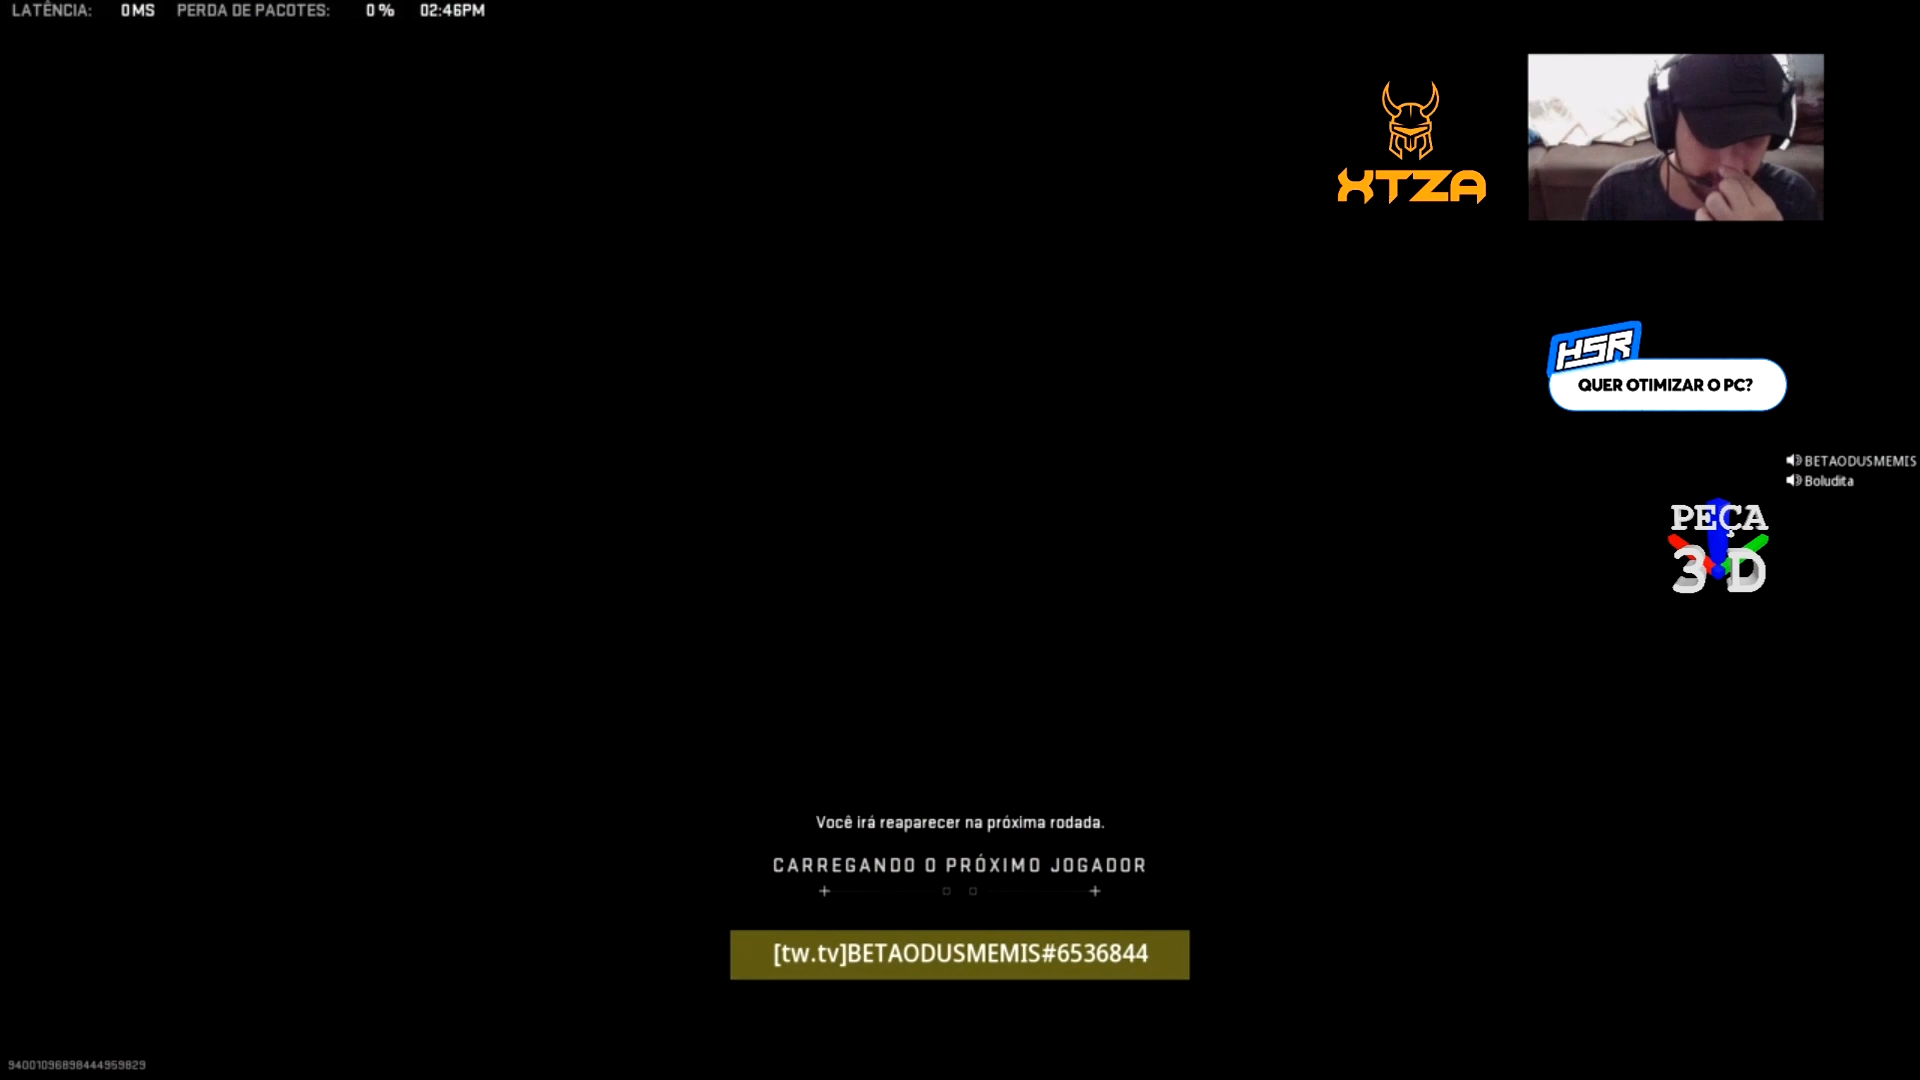 LATÊNCIA: 0 MS PERDA DE PACOTES: 0 % 02:46PM
XTZA
HSR
QUER OTIMIZAR O PC?
BETAODUSMEMIS
Boludita
PEÇA
3D
Você irá reaparecer na próxima rodada.
CARREGANDO O PRÓXIMO JOGADOR
[tw.tv]BETAODUSMEMIS#6536844
94001096898444959829